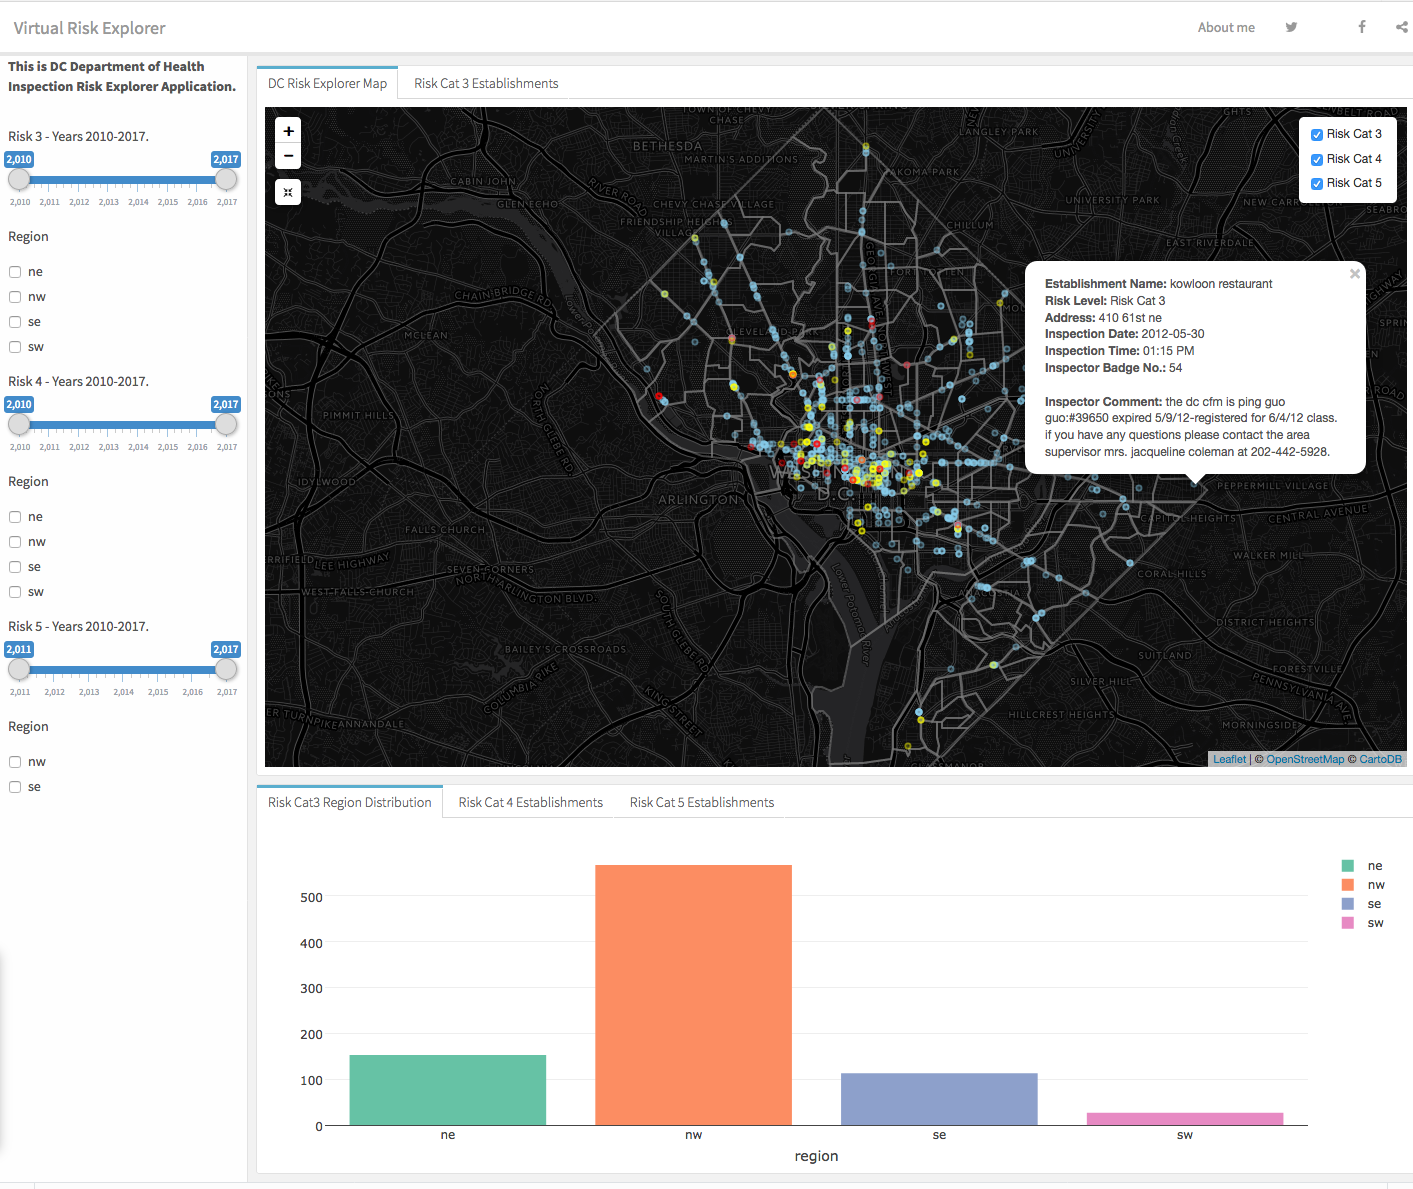 Virtual Risk Explorer
About me
This is DC Department of Health
Inspection Risk Explorer Application.
Risk 3 - Years 2010-2017.
2,010 2,017
2,010 2,011 2,012 2,013 2,014 2,015 2,016 2,017
Region
ne
nw
se
sw
Risk 4 - Years 2010-2017.
2,010 2,017
2,010 2,011 2,012 2,013 2,014 2,015 2,016 2,017
Region
ne
nw
se
sw
Risk 5 - Years 2010-2017.
2,011 2,017
2,011 2,012 2,013 2,014 2,015 2,016 2,017
Region
nw
se
DC Risk Explorer Map
Risk Cat 3 Establishments
+
−
Risk Cat 3
Risk Cat 4
Risk Cat 5
TOWN OF CHEVY
CHASE
BETHESDA
MARTIN'S ADDITIONS
LANGLEY PARK
UNIVERSITY
CABIN JOHN
GLEN ECHO
RIVER ROAD
CHEVY CHASE VILLAGE
FRIENDSHIP HEIGHTS
VILLAGE
TAKOMA PARK
UNIVERSITY PARK
CHILLUM
EAST RIVERDALE
CHAIN BRIDGE RD
MCLEAN
CLEVELAND PARK
PIMMIT HILLS
IDYLWOOD
ARLINGTON
D.C.
FALLS CHURCH
LEE HIGHWAY
SEVEN CORNERS
NORTH ARLINGTON BLVD.
WEST FALLS CHURCH
SOUTH GLEBE RD
BAILEY'S CROSSROADS
COLUMBIA PIKE
KING STREET
ANNANDALE
Lower Potomac River
ANACOSTIA
PEPPERMILL VILLAGE
CAPITOL HEIGHTS
CENTRAL AVENUE
WALKER MILL
CORAL HILLS
DISTRICT HEIGHTS
SUITLAND
FORESTVILLE
SILVER HILL
PENNSYLVANIA AVE
HILLCREST HEIGHTS
MORNINGSIDE
Establishment Name: kowloon restaurant
Risk Level: Risk Cat 3
Address: 410 61st ne
Inspection Date: 2012-05-30
Inspection Time: 01:15 PM
Inspector Badge No.: 54
Inspector Comment: the dc cfm is ping guo
guo:#39650 expired 5/9/12-registered for 6/4/12 class.
if you have any questions please contact the area
supervisor mrs. jacqueline coleman at 202-442-5928.
Leaflet | © OpenStreetMap © CartoDB
Risk Cat3 Region Distribution
Risk Cat 4 Establishments
Risk Cat 5 Establishments
500
400
300
200
100
0
ne
nw
se
sw
region
ne
nw
se
sw